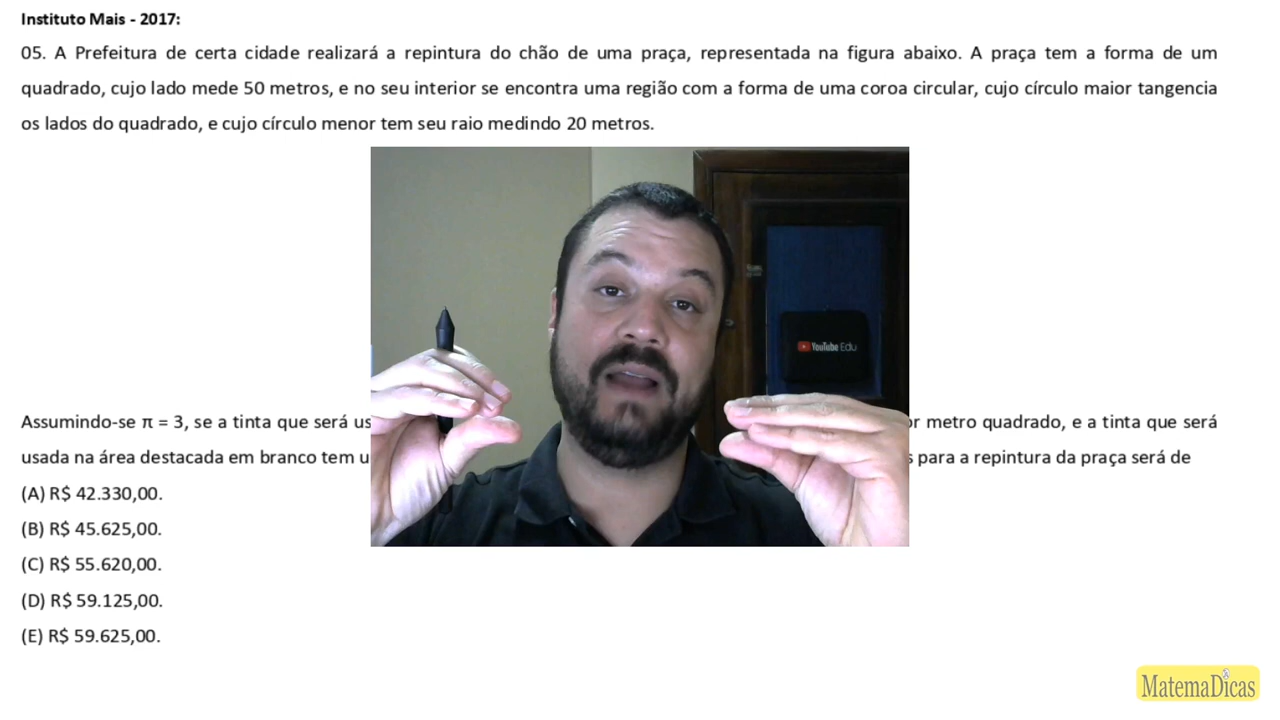 Instituto Mais - 2017:
05. A Prefeitura de certa cidade realizará a repintura do chão de uma praça, representada na figura abaixo. A praça tem a forma de um
quadrado, cujo lado mede 50 metros, e no seu interior se encontra uma região com a forma de uma coroa circular, cujo círculo maior tangencia
os lados do quadrado, e cujo círculo menor tem seu raio medindo 20 metros.
YouTube Edu
Assumindo-se π = 3, se a tinta que será metro quadrado, e a tinta que será
usada na área destacada em branco tem para a repintura da praça será de
(A) R$ 42.330,00.
(B) R$ 45.625,00.
(C) R$ 55.620,00.
(D) R$ 59.125,00.
(E) R$ 59.625,00.
MatemaDicas